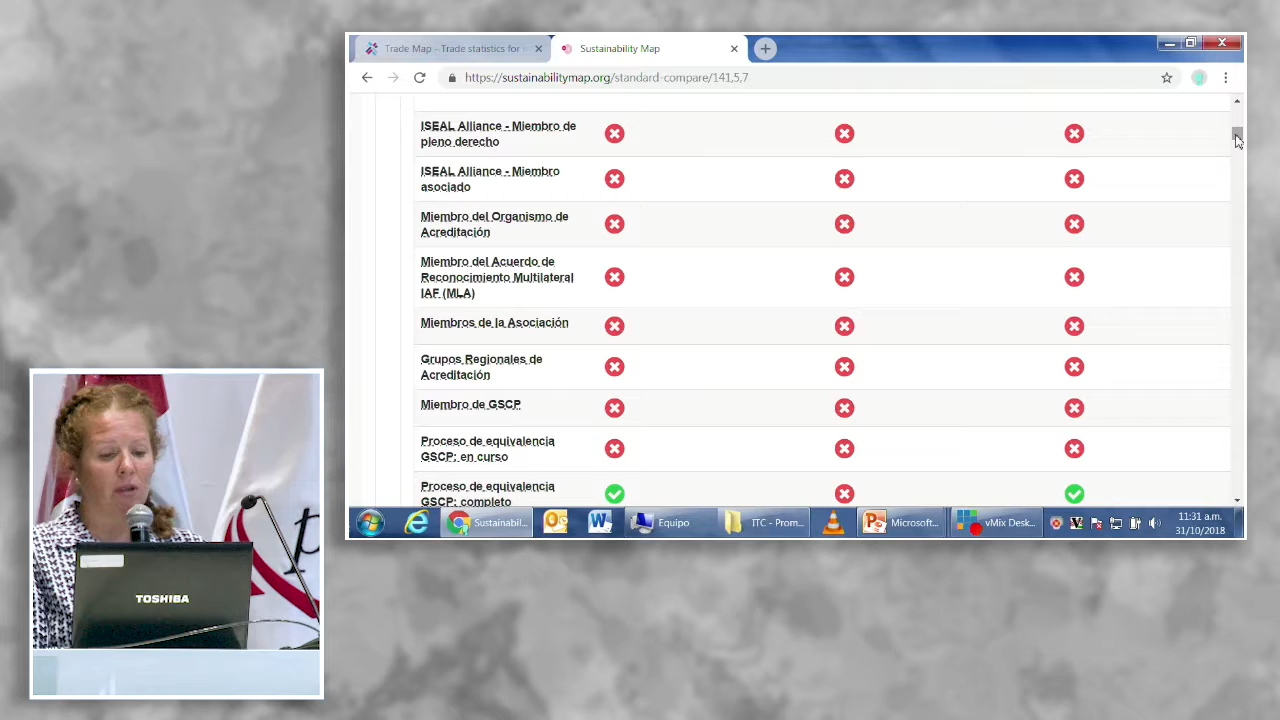 Trade Map - Trade statistics for
Sustainability Map
https://sustainabilitymap.org/standard-compare/141,5,7
ISEAL Alliance - Miembro de
pleno derecho
ISEAL Alliance - Miembro
asociado
Miembro del Organismo de
Acreditación
Miembro del Acuerdo de
Reconocimiento Multilateral
IAF (MLA)
Miembros de la Asociación
Grupos Regionales de
Acreditación
Miembro de GSCP
Proceso de equivalencia
GSCP: en curso
Proceso de equivalencia
GSCP: completo
Sustainabil...
Equipo
ITC - Prom...
Microsoft...
vMix Desk...
11:31 a.m.
31/10/2018
TOSHIBA
p